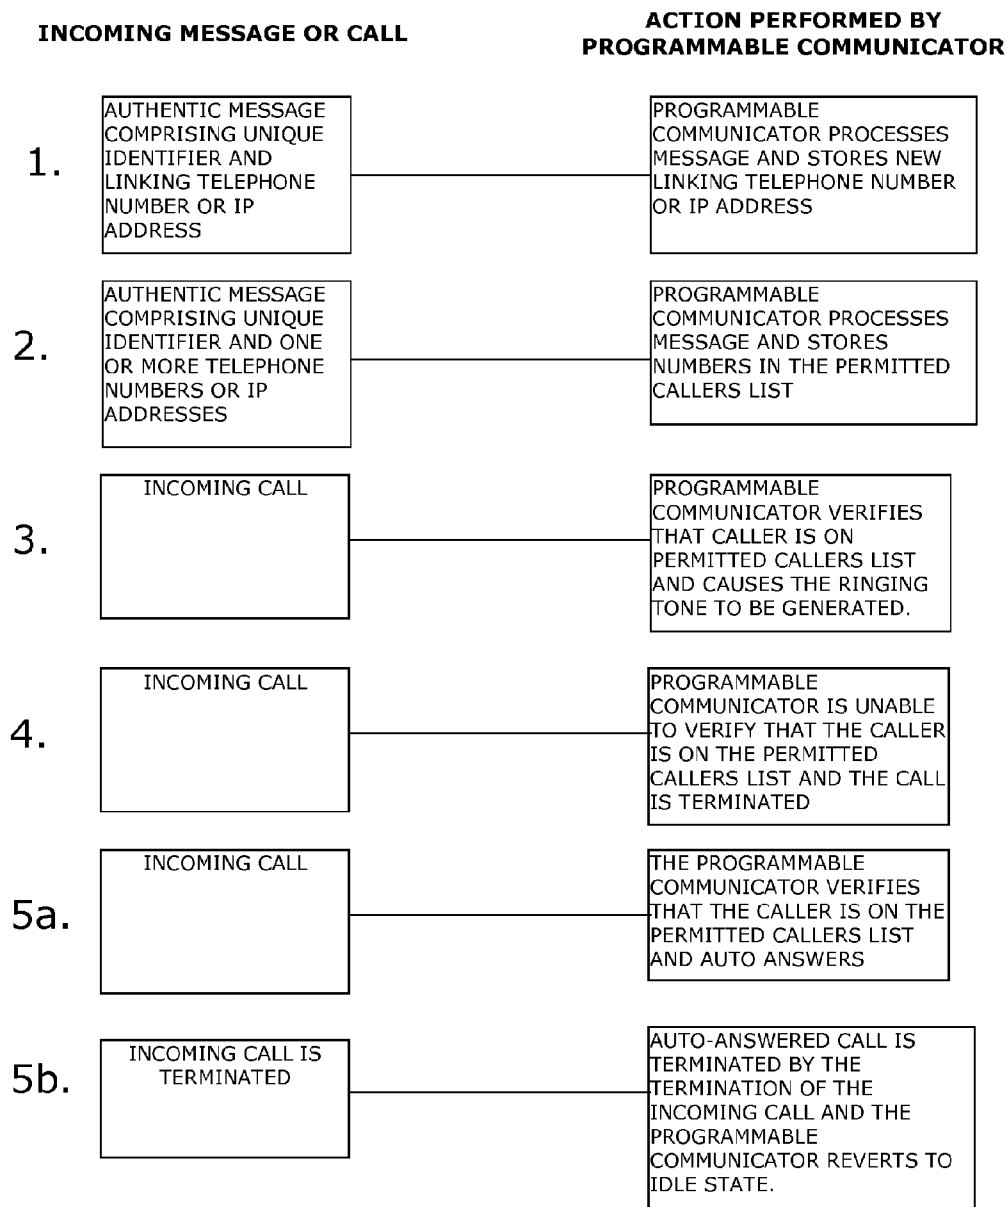 INCOMING MESSAGE OR CALL
ACTION PERFORMED BY
PROGRAMMABLE COMMUNICATOR
1.
AUTHENTIC MESSAGE
COMPRISING UNIQUE
IDENTIFIER AND
LINKING TELEPHONE
NUMBER OR IP
ADDRESS
PROGRAMMABLE
COMMUNICATOR PROCESSES
MESSAGE AND STORES NEW
LINKING TELEPHONE NUMBER
OR IP ADDRESS
2.
AUTHENTIC MESSAGE
COMPRISING UNIQUE
IDENTIFIER AND ONE
OR MORE TELEPHONE
NUMBERS OR IP
ADDRESSES
PROGRAMMABLE
COMMUNICATOR PROCESSES
MESSAGE AND STORES
NUMBERS IN THE PERMITTED
CALLERS LIST
3.
INCOMING CALL
PROGRAMMABLE
COMMUNICATOR VERIFIES
THAT CALLER IS ON
PERMITTED CALLERS LIST
AND CAUSES THE RINGING
TONE TO BE GENERATED.
4.
INCOMING CALL
PROGRAMMABLE
COMMUNICATOR IS UNABLE
TO VERIFY THAT THE CALLER
IS ON THE PERMITTED
CALLERS LIST AND THE CALL
IS TERMINATED
5a.
INCOMING CALL
THE PROGRAMMABLE
COMMUNICATOR VERIFIES
THAT THE CALLER IS ON THE
PERMITTED CALLERS LIST
AND AUTO ANSWERS
5b.
INCOMING CALL IS
TERMINATED
AUTO-ANSWERED CALL IS
TERMINATED BY THE
TERMINATION OF THE
INCOMING CALL AND THE
PROGRAMMABLE
COMMUNICATOR REVERTS TO
IDLE STATE.